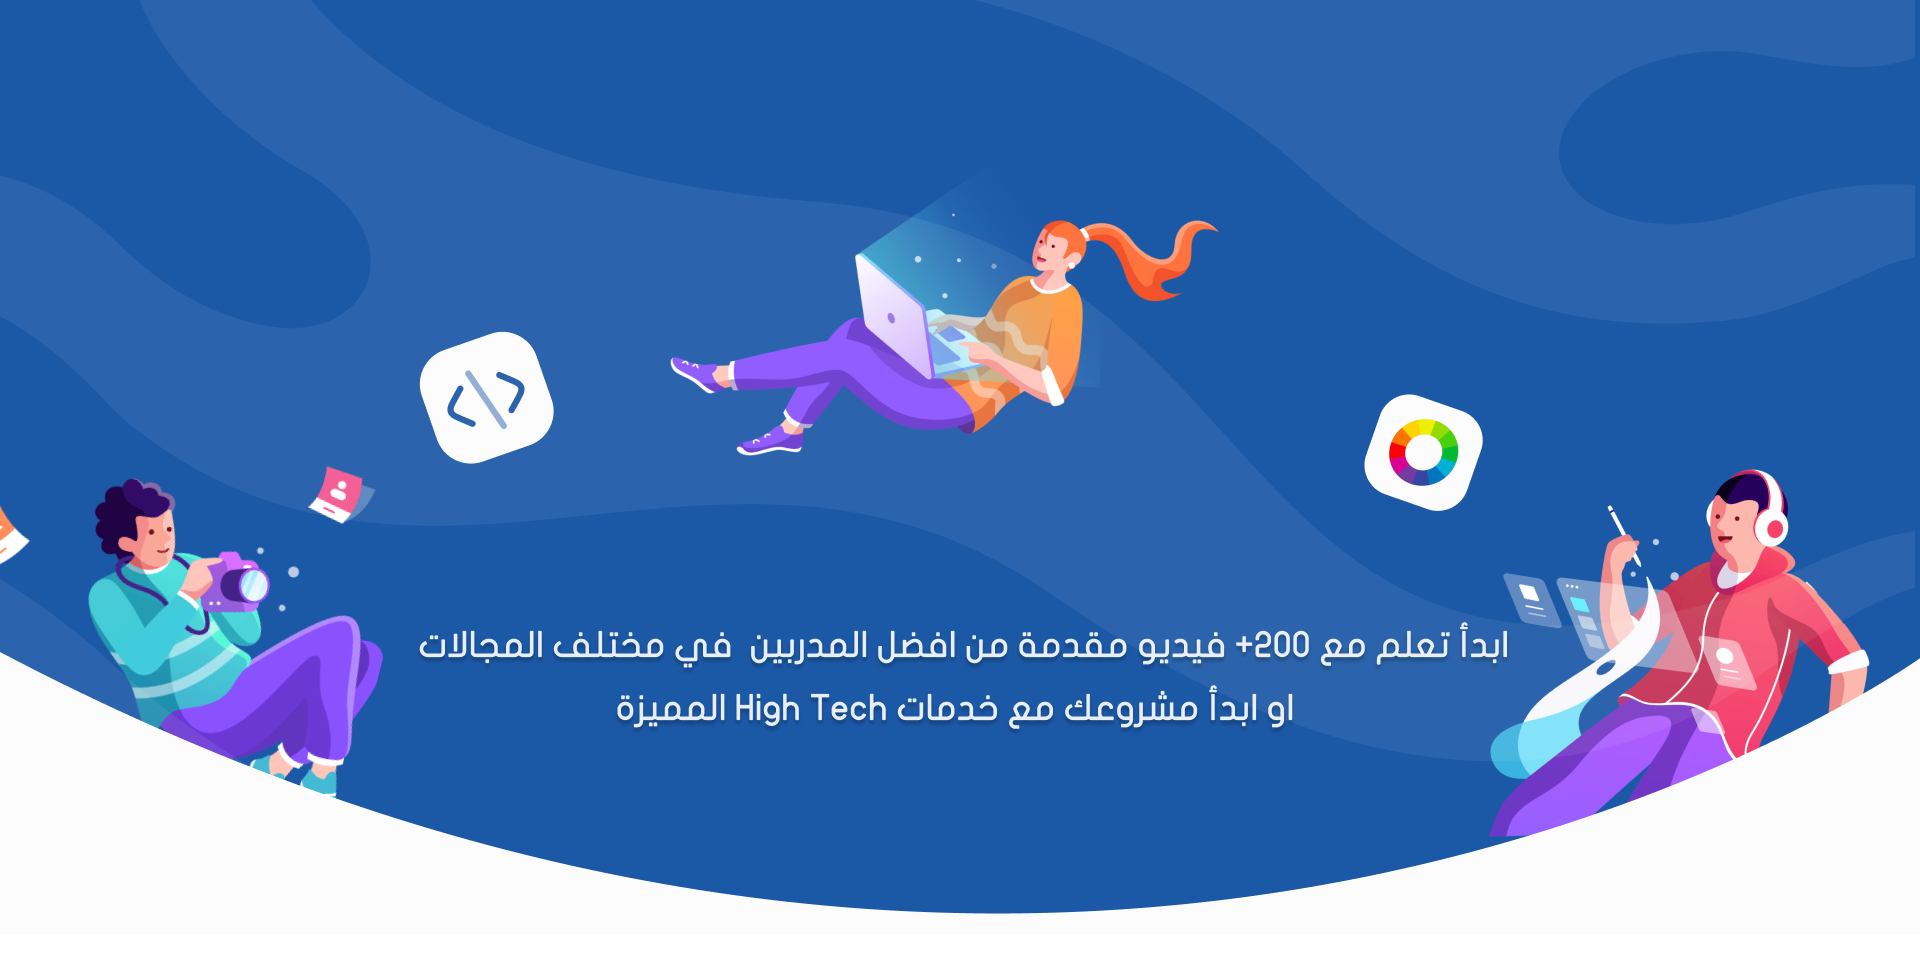 ابدأ تعلم مع 200+ فيديو مقدمة من افضل المدربين في مختلف المجالات
او ابدأ مشروعك مع خدمات High Tech المميزة